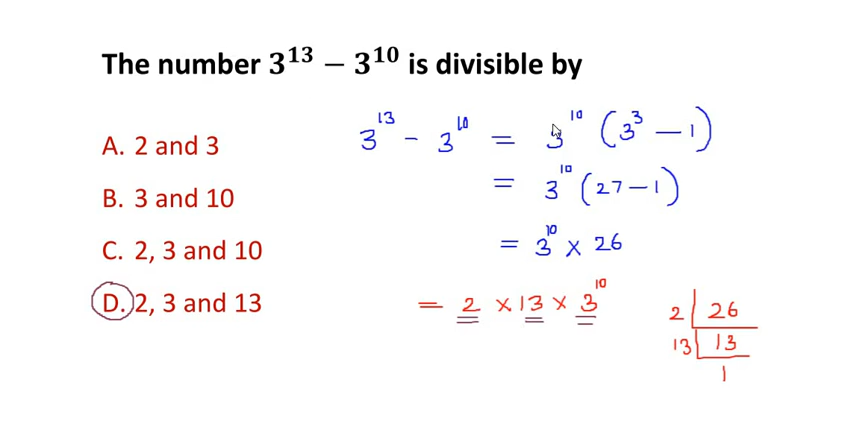 The number 3¹³ − 3¹⁰ is divisible by
3¹³ − 3¹⁰ = 3¹⁰ (3³ − 1)
A. 2 and 3
= 3¹⁰ (27 − 1)
B. 3 and 10
= 3¹⁰ × 26
C. 2, 3 and 10
D. 2, 3 and 13
= 2 × 13 × 3¹⁰
2 | 26
13 | 13
1